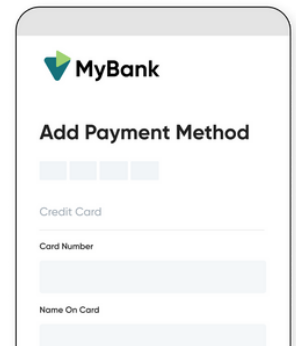 MyBank
Add Payment Method
Credit Card
Card Number
Name On Card